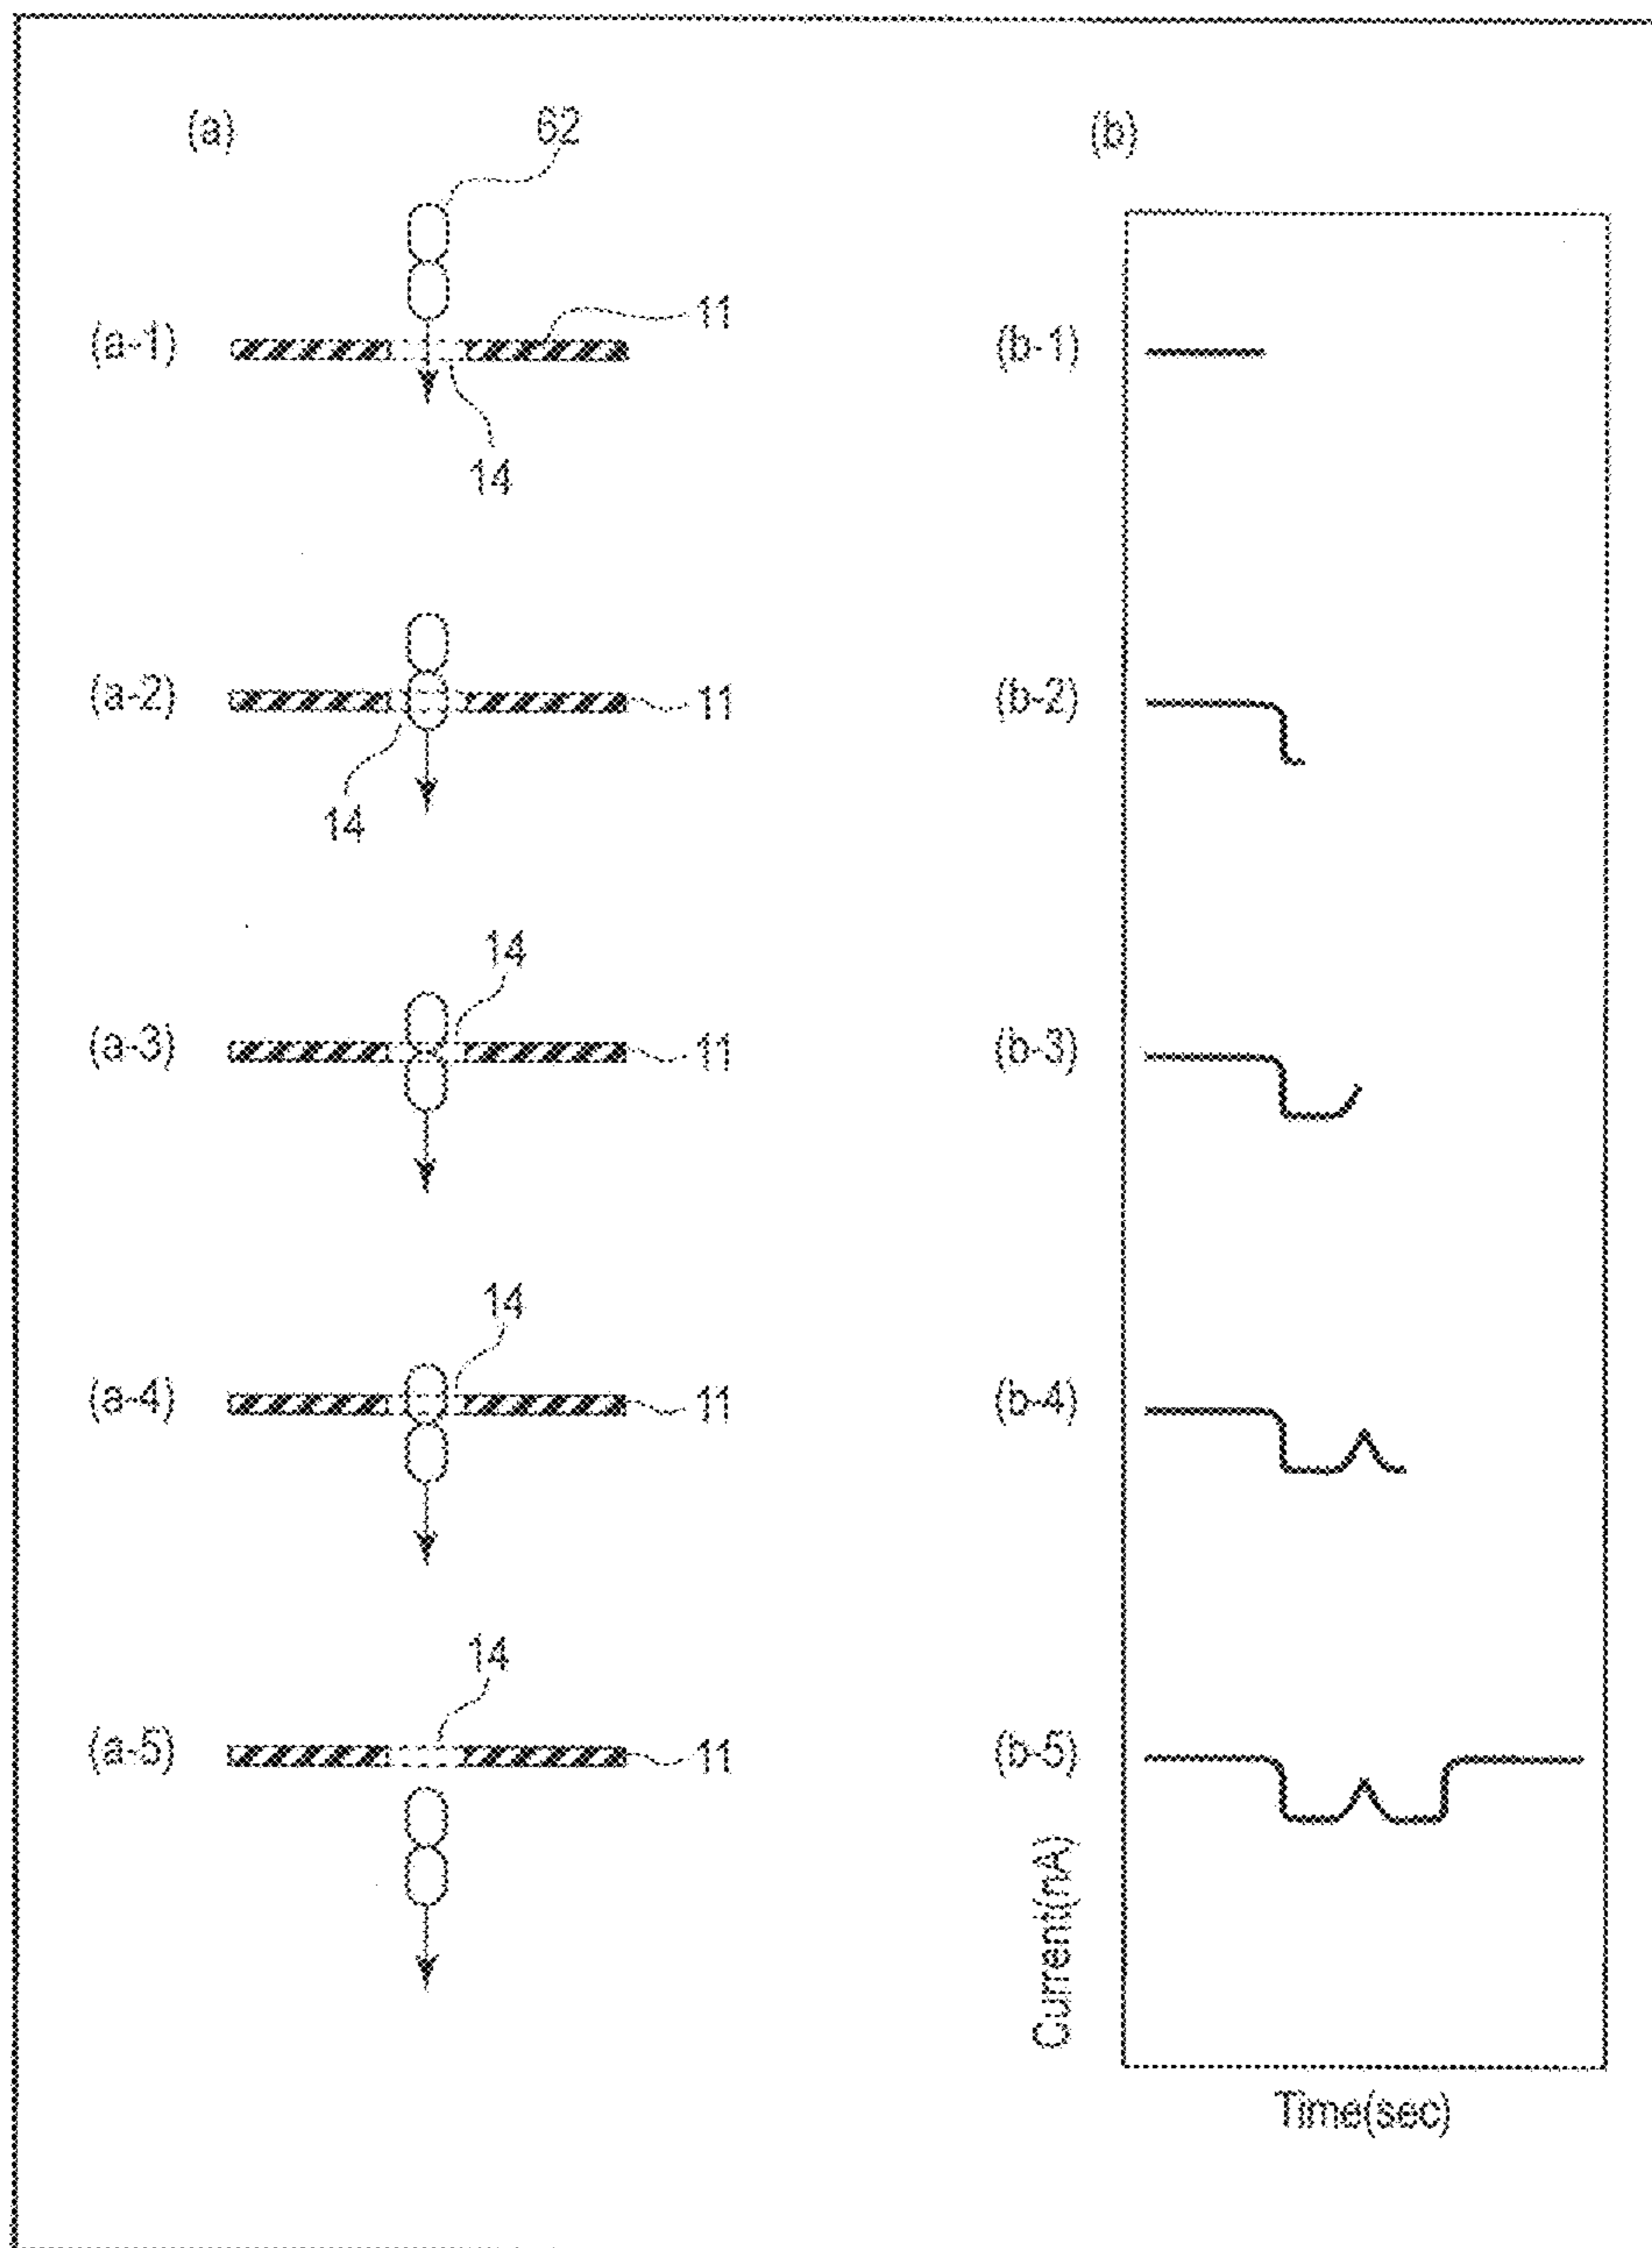 (a)
62
(b)
(a-1)
11
14
(b-1)
(a-2)
11
14
(b-2)
14
(a-3)
11
(b-3)
14
(a-4)
11
(b-4)
14
(a-5)
11
(b-5)
Current(nA)
Time(sec)